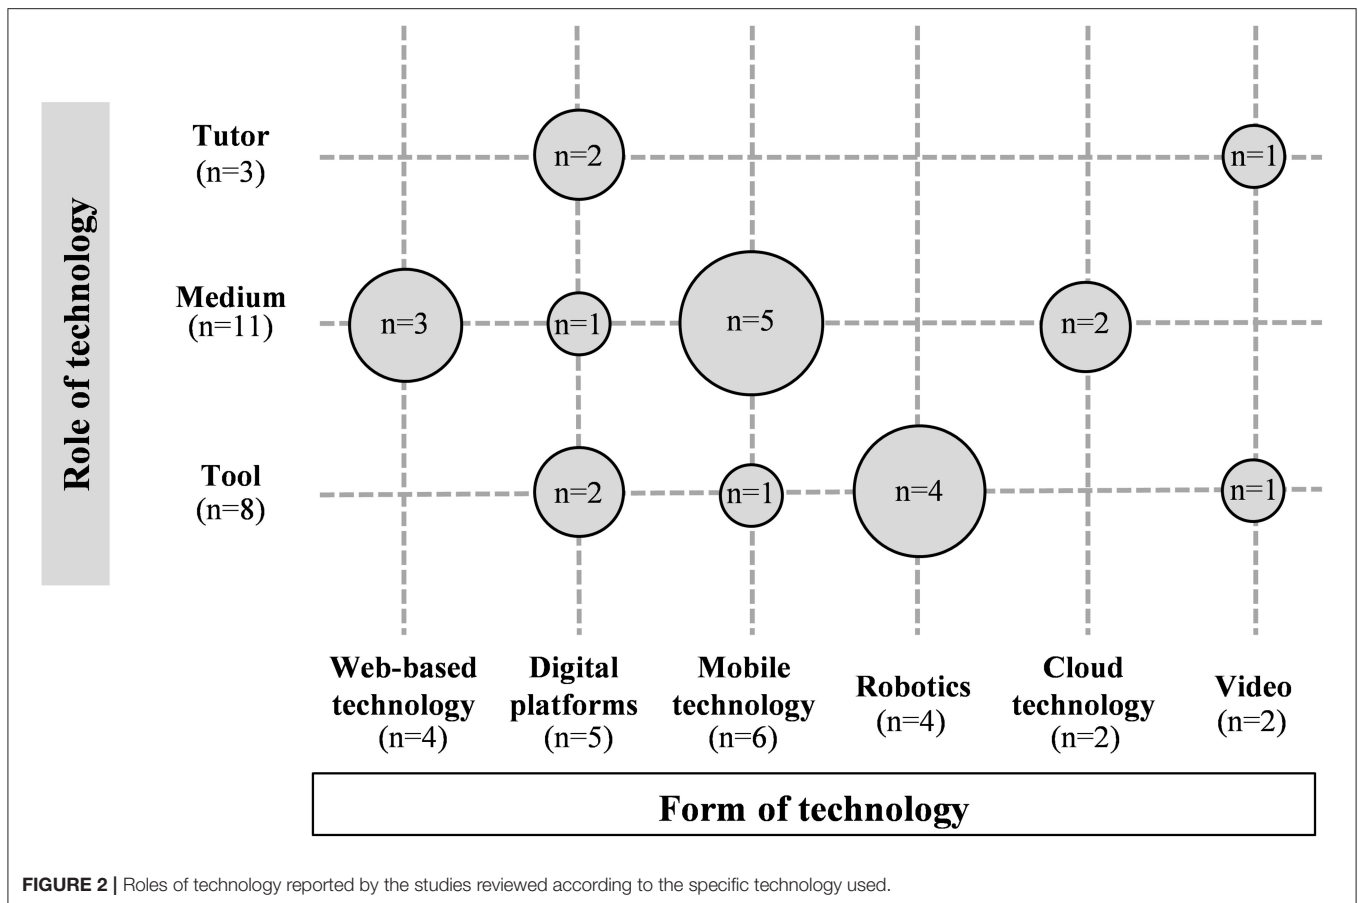 Role of technology
Tutor
(n=3)
n=2
n=1
Medium
(n=11)
n=3
n=1
n=5
n=2
Tool
(n=8)
n=2
n=1
n=4
n=1
Web-based
technology
(n=4)
Digital
platforms
(n=5)
Mobile
technology
(n=6)
Robotics
(n=4)
Cloud
technology
(n=2)
Video
(n=2)
Form of technology
FIGURE 2 | Roles of technology reported by the studies reviewed according to the specific technology used.